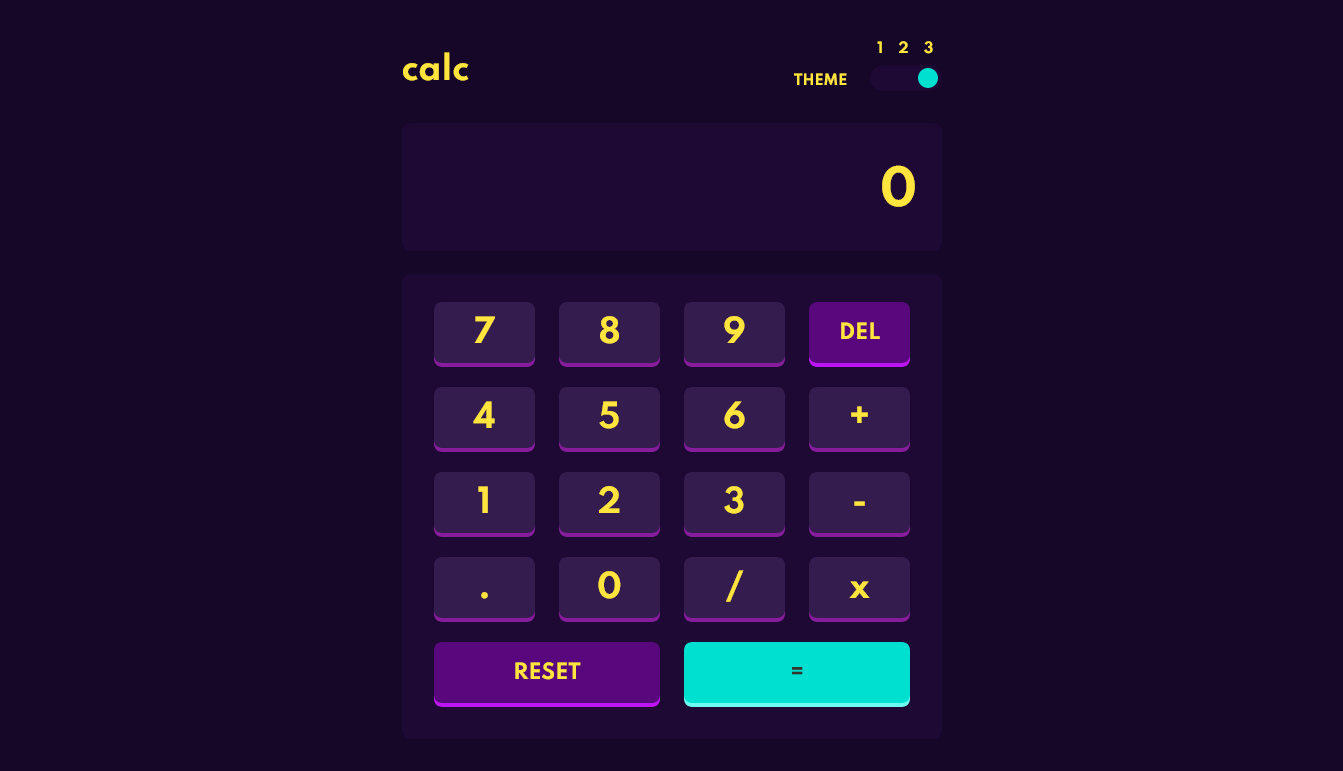 calc
1 2 3
THEME
0
7 8 9 DEL
4 5 6 +
1 2 3 -
. 0 / x
RESET =